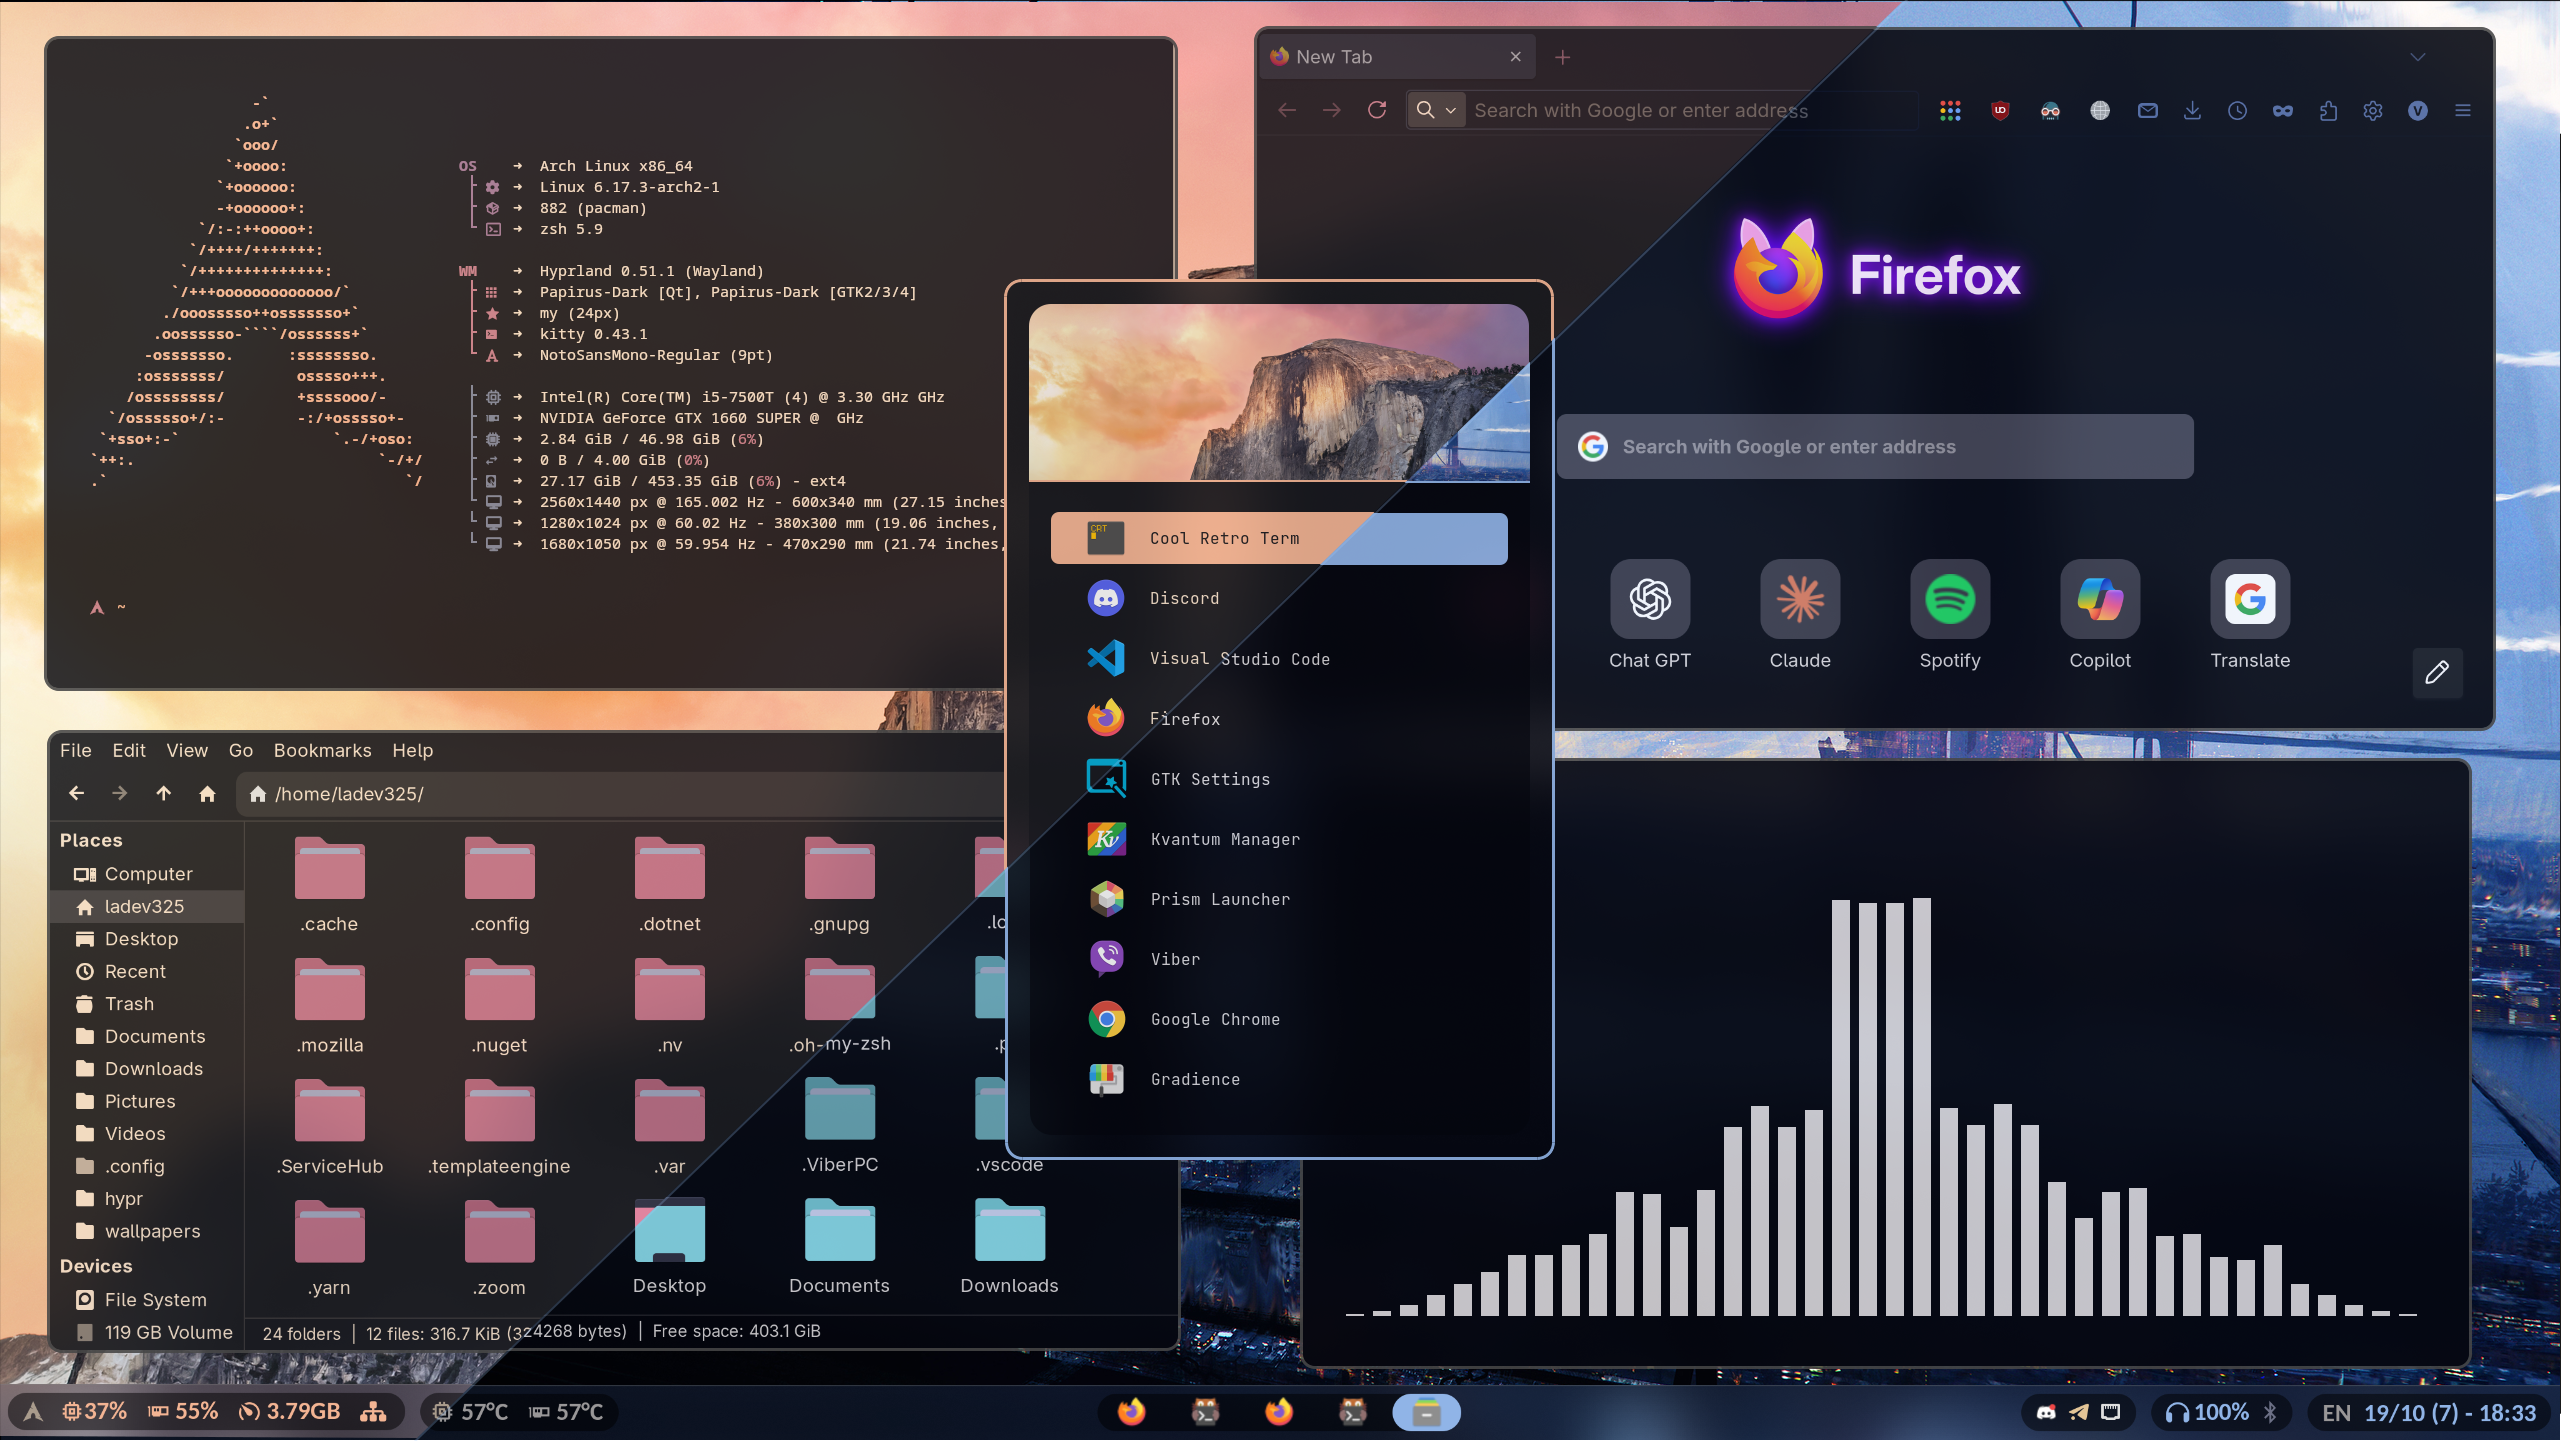 -`
.o+`
`ooo/
`+oooo:
`+oooooo:
-+oooooo+:
`/:-:++oooo+:
`/++++/+++++++:
`/++++++++++++++:
`/+++ooooooooooooo/`
./ooosssso++osssssso+`
.oossssso-````/ossssss+`
-osssssso.      :ssssssso.
:osssssss/        osssso+++.
/ossssssss/        +ssssooo/-
`/ossssso+/:-        -:/+osssso+-
`+sso+:-`                 `.-/+oso:
`++:.                           `-/+/
.`                                 `/
OS ➜ Arch Linux x86_64
➜ Linux 6.17.3-arch2-1
➜ 882 (pacman)
➜ zsh 5.9
WM ➜ Hyprland 0.51.1 (Wayland)
➜ Papirus-Dark [Qt], Papirus-Dark [GTK2/3/4]
➜ my (24px)
➜ kitty 0.43.1
➜ NotoSansMono-Regular (9pt)
➜ Intel(R) Core(TM) i5-7500T (4) @ 3.30 GHz GHz
➜ NVIDIA GeForce GTX 1660 SUPER @  GHz
➜ 2.84 GiB / 46.98 GiB (6%)
➜ 0 B / 4.00 GiB (0%)
➜ 27.17 GiB / 453.35 GiB (6%) - ext4
➜ 2560x1440 px @ 165.002 Hz - 600x340 mm (27.15 inches
➜ 1280x1024 px @ 60.02 Hz - 380x300 mm (19.06 inches,
➜ 1680x1050 px @ 59.954 Hz - 470x290 mm (21.74 inches,
~
New Tab
Search with Google or enter address
Firefox
Search with Google or enter address
Chat GPT
Claude
Spotify
Copilot
Translate
CRT
Cool Retro Term
Discord
Visual Studio Code
Firefox
GTK Settings
Kv
Kvantum Manager
Prism Launcher
Viber
Google Chrome
Gradience
File Edit View Go Bookmarks Help
/home/ladev325/
Places
Computer
ladev325
Desktop
Recent
Trash
Documents
Downloads
Pictures
Videos
.config
hypr
wallpapers
Devices
File System
119 GB Volume
.cache
.config
.dotnet
.gnupg
.mozilla
.nuget
.nv
.oh-my-zsh
.ServiceHub
.templateengine
.var
.ViberPC
.vscode
.yarn
.zoom
Desktop
Documents
Downloads
24 folders | 12 files: 316.7 KiB (324268 bytes) | Free space: 403.1 GiB
37% 55% 3.79GB
57°C 57°C
100%
EN 19/10 (7) - 18:33